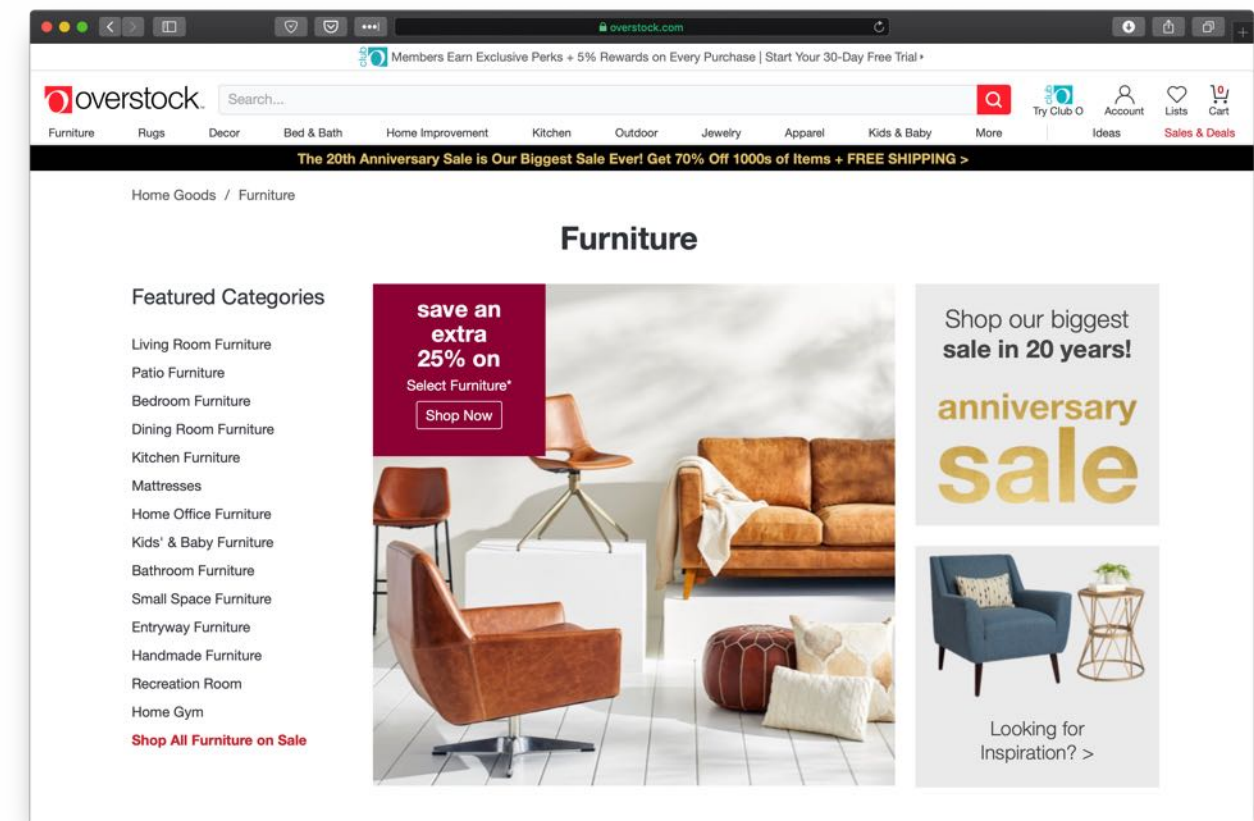 overstock.com
club O Members Earn Exclusive Perks + 5% Rewards on Every Purchase | Start Your 30-Day Free Trial
overstock.
Search...
club O
Try Club O
Account
Lists
0
Cart
Furniture Rugs Decor Bed & Bath Home Improvement Kitchen Outdoor Jewelry Apparel Kids & Baby More Ideas Sales & Deals
The 20th Anniversary Sale is Our Biggest Sale Ever! Get 70% Off 1000s of Items + FREE SHIPPING >
Home Goods / Furniture
Furniture
Featured Categories
Living Room Furniture
Patio Furniture
Bedroom Furniture
Dining Room Furniture
Kitchen Furniture
Mattresses
Home Office Furniture
Kids' & Baby Furniture
Bathroom Furniture
Small Space Furniture
Entryway Furniture
Handmade Furniture
Recreation Room
Home Gym
Shop All Furniture on Sale
save an
extra
25% on
Select Furniture*
Shop Now
Shop our biggest
sale in 20 years!
anniversary
sale
Looking for
Inspiration? >